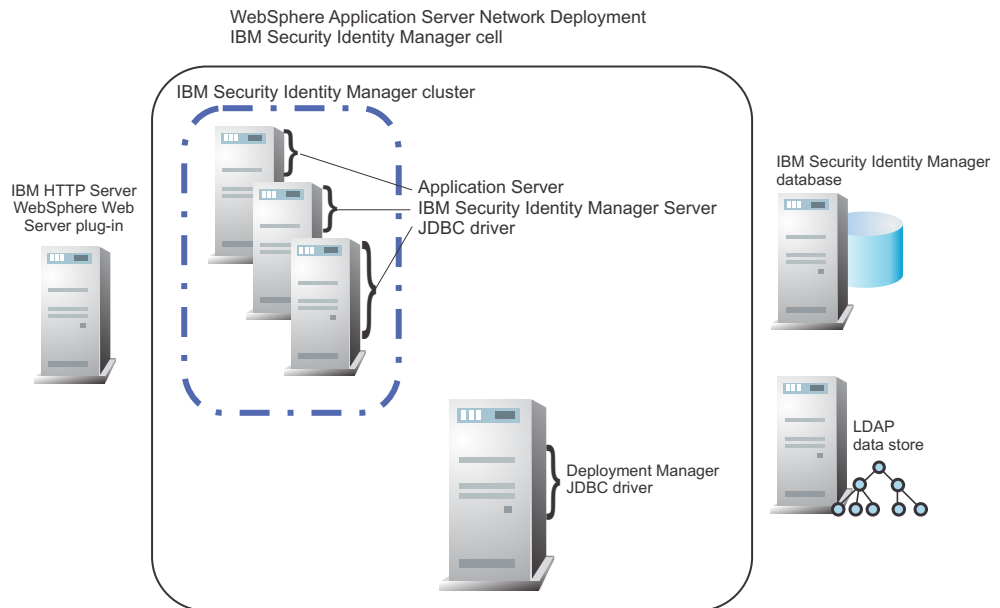 WebSphere Application Server Network Deployment
IBM Security Identity Manager cell
IBM Security Identity Manager cluster
IBM HTTP Server
WebSphere Web
Server plug-in
Application Server
IBM Security Identity Manager Server
JDBC driver
IBM Security Identity Manager
database
Deployment Manager
JDBC driver
LDAP
data store